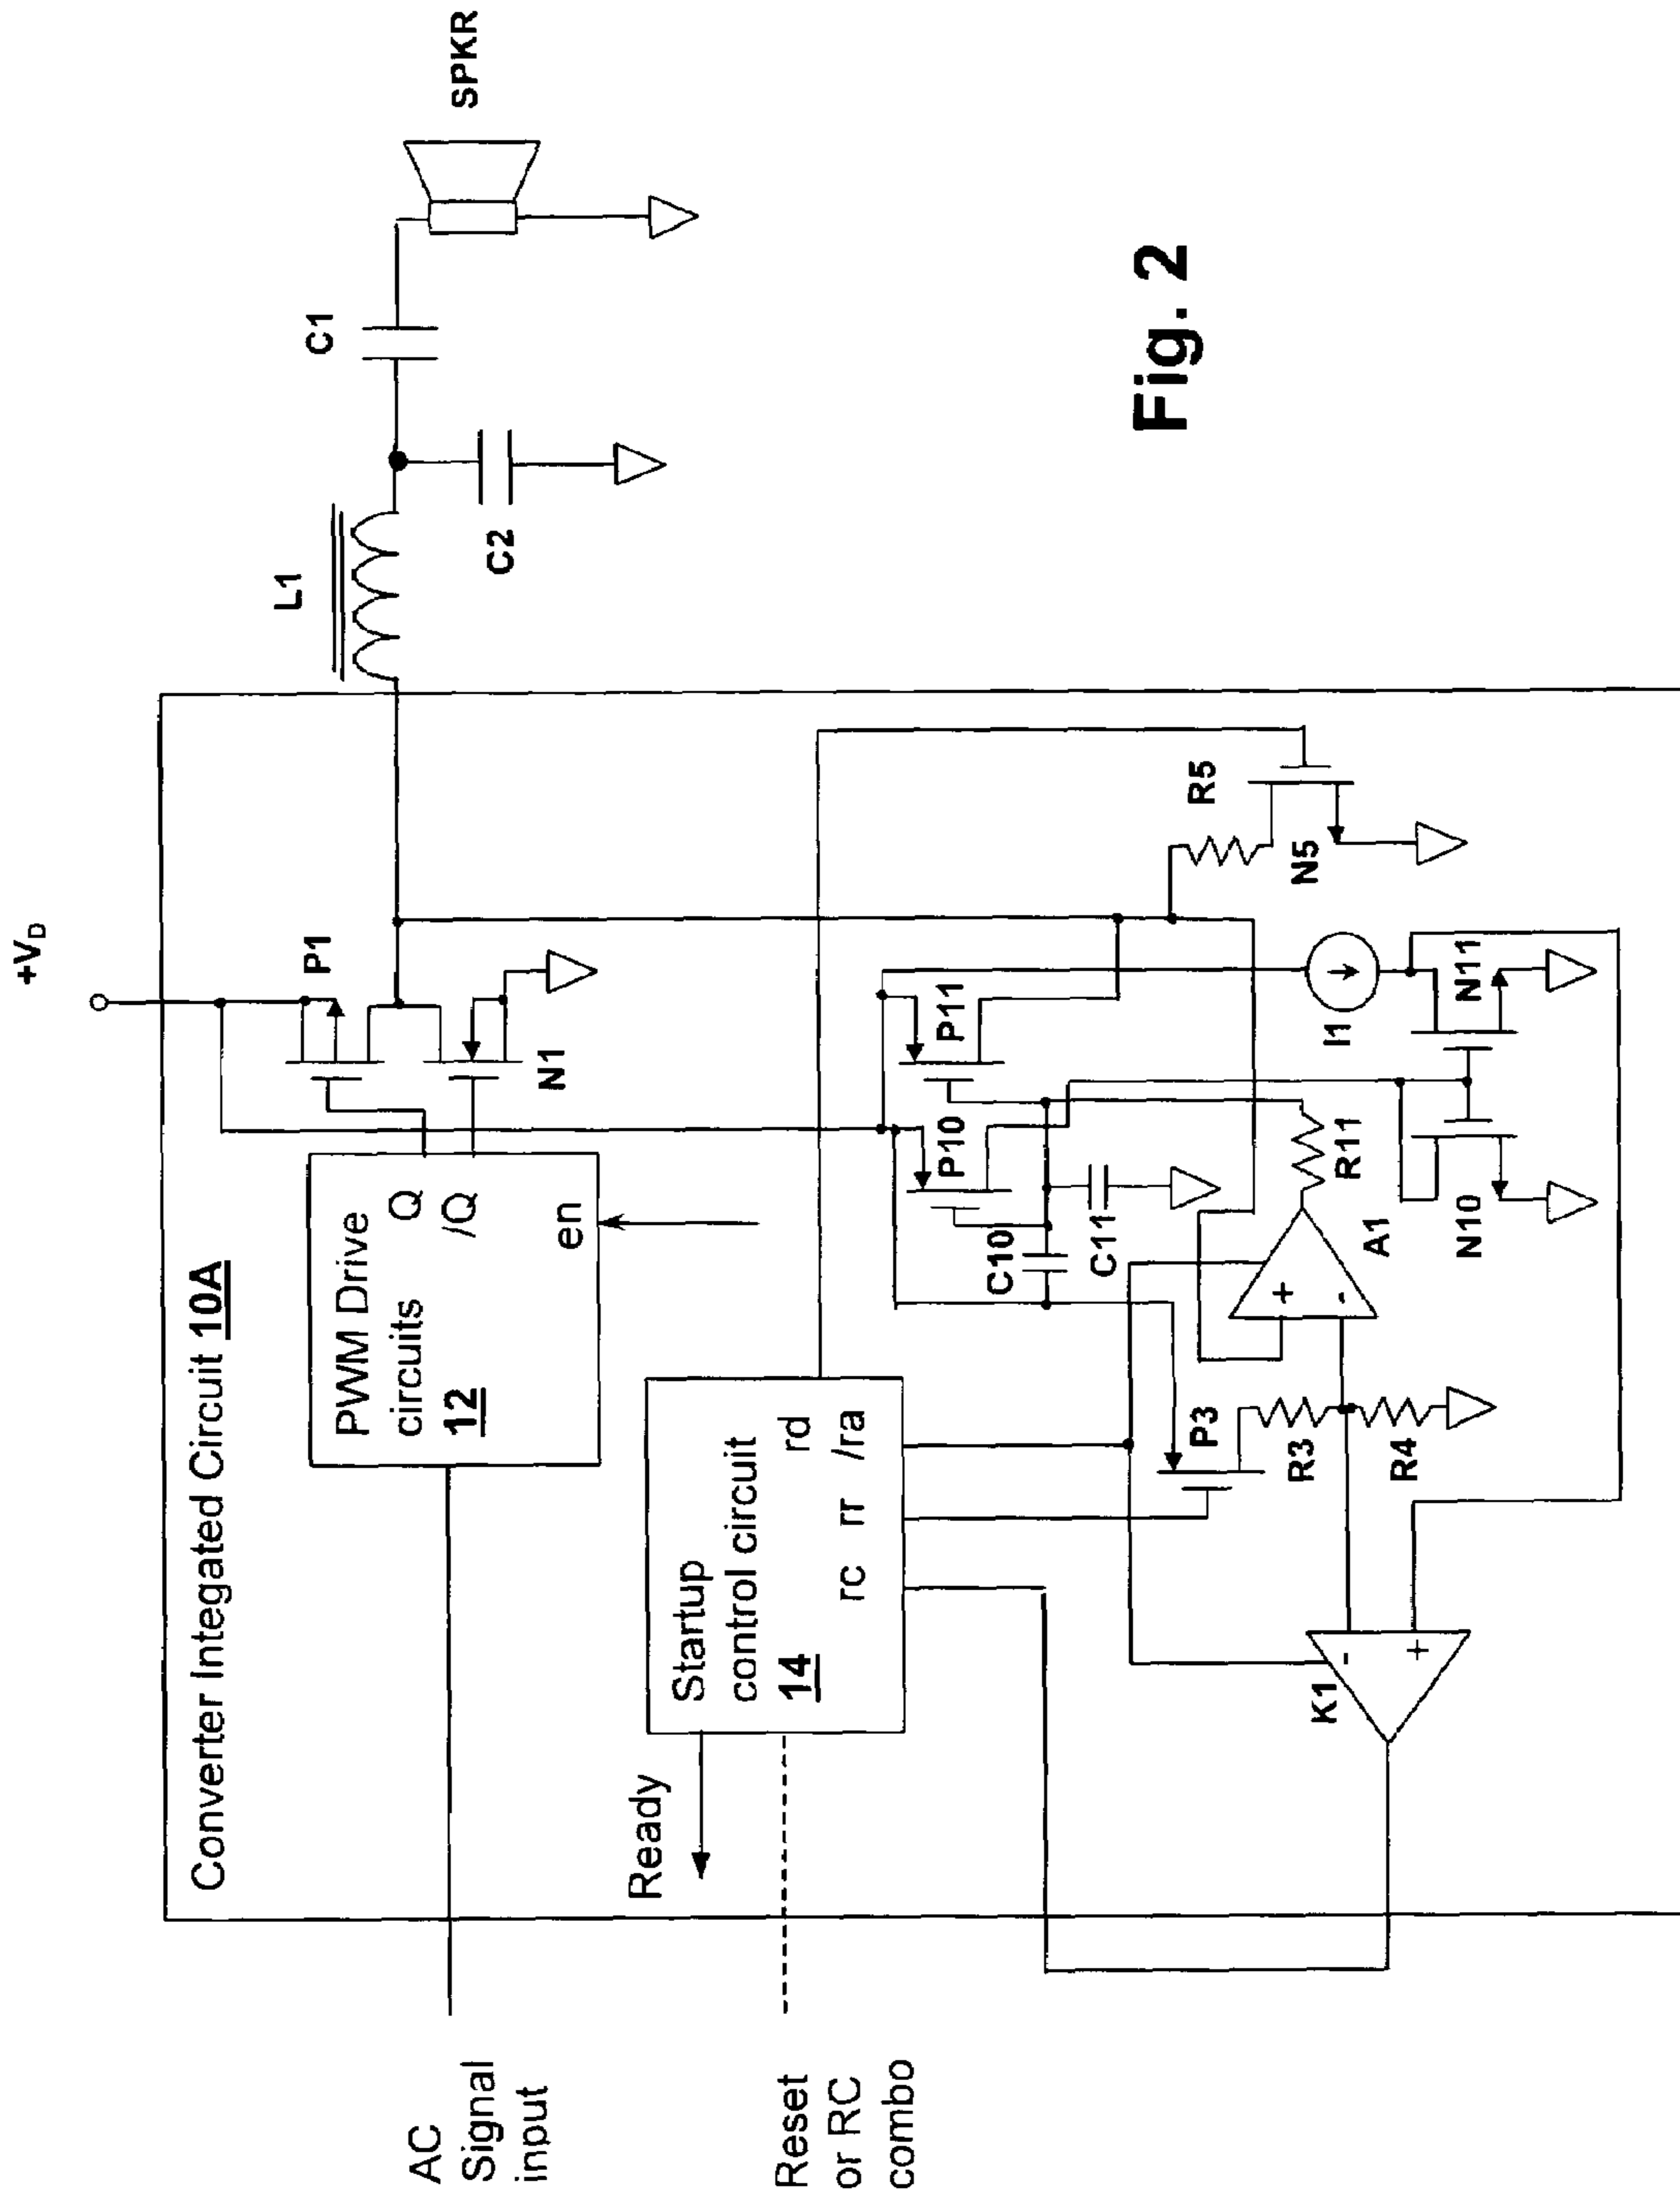 +VD
Converter Integated Circuit 10A
P1
L1
C1
SPKR
PWM Drive
circuits
12
Q
/Q
en
N1
C2
AC
Signal
input
Ready
Startup
control circuit
14
rd
rc
rr
/ra
Reset
or RC
combo
P10
P11
C10
C11
R5
N5
P3
R3
R4
A1
+
-
R11
I1
N10
N11
K1
-
+
Fig. 2